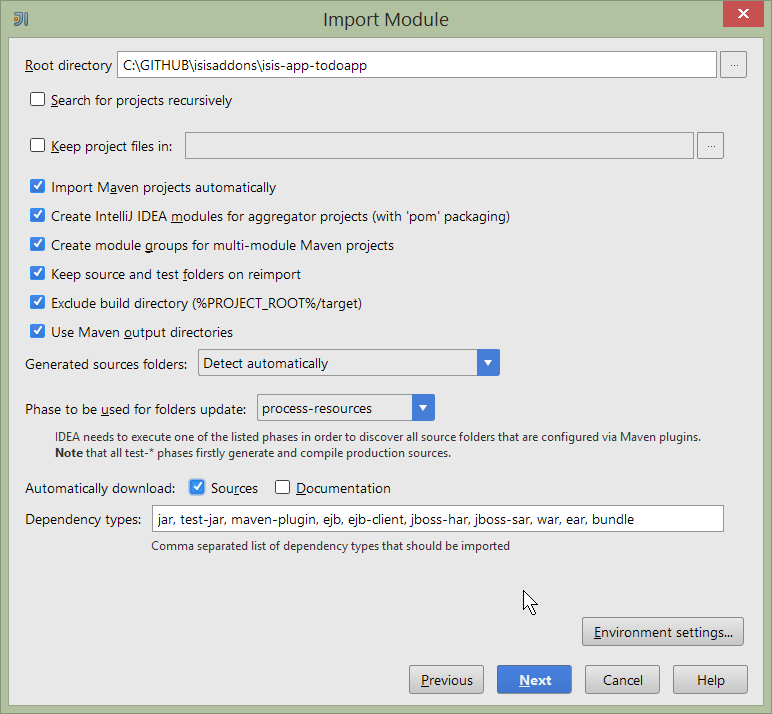 Import Module
Root directory C:\GITHUB\isisaddons\isis-app-todoapp ...
Search for projects recursively
Keep project files in: ...
Import Maven projects automatically
Create IntelliJ IDEA modules for aggregator projects (with 'pom' packaging)
Create module groups for multi-module Maven projects
Keep source and test folders on reimport
Exclude build directory (%PROJECT_ROOT%/target)
Use Maven output directories
Generated sources folders: Detect automatically
Phase to be used for folders update: process-resources
IDEA needs to execute one of the listed phases in order to discover all source folders that are configured via Maven plugins.
Note that all test-* phases firstly generate and compile production sources.
Automatically download: Sources Documentation
Dependency types: jar, test-jar, maven-plugin, ejb, ejb-client, jboss-har, jboss-sar, war, ear, bundle
Comma separated list of dependency types that should be imported
Environment settings...
Previous Next Cancel Help